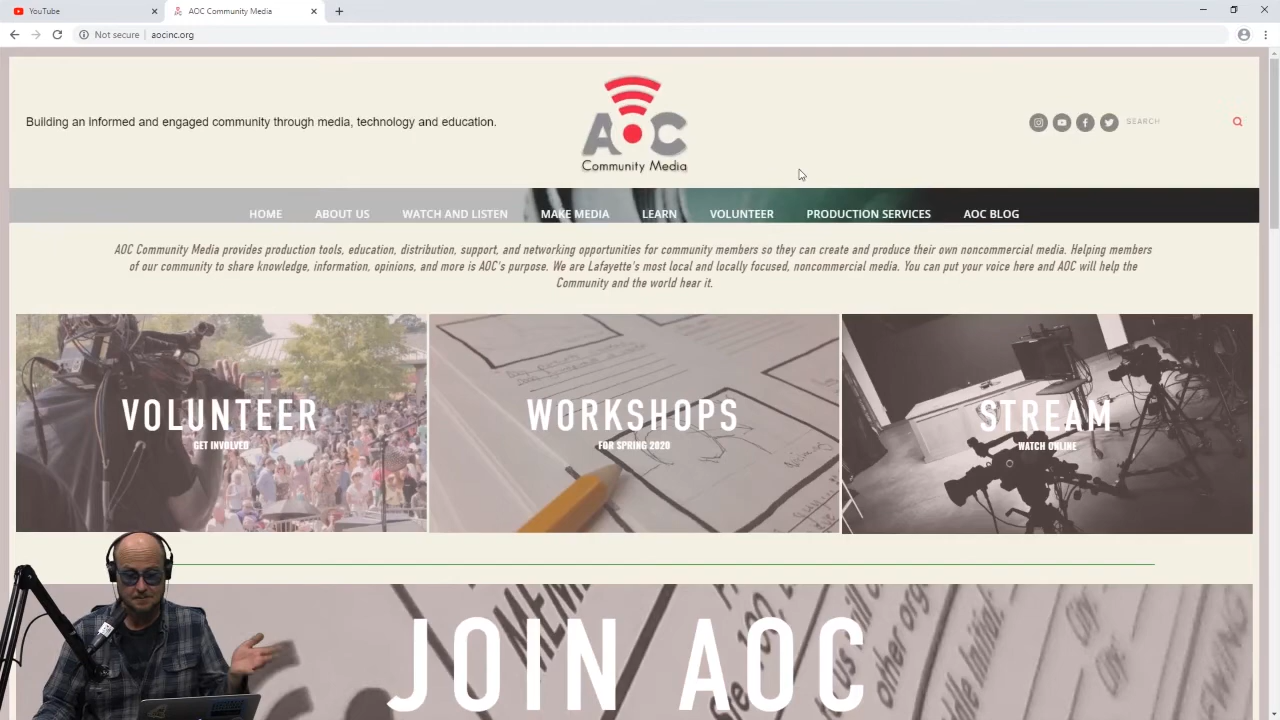 YouTube
AOC Community Media
Not secure
aocinc.org
Building an informed and engaged community through media, technology and education.
AOC
Community Media
SEARCH
HOME
ABOUT US
WATCH AND LISTEN
MAKE MEDIA
LEARN
VOLUNTEER
PRODUCTION SERVICES
AOC BLOG
AOC Community Media provides production tools, education, distribution, support, and networking opportunities for community members so they can create and produce their own noncommercial media. Helping members
of our community to share knowledge, information, opinions, and more is AOC's purpose. We are Lafayette's most local and locally focused, noncommercial media. You can put your voice here and AOC will help the
Community and the world hear it.
VOLUNTEER
GET INVOLVED
WORKSHOPS
FOR SPRING 2020
STREAM
WATCH ONLINE
JOIN AOC
other org